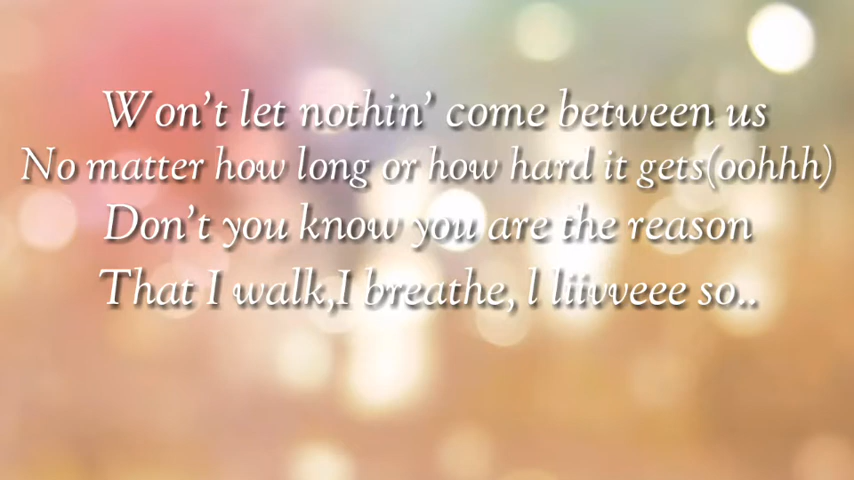 Won't let nothin' come between us
No matter how long or how hard it gets(oohhh)
Don't you know you are the reason
That I walk,I breathe, l liivveee so..